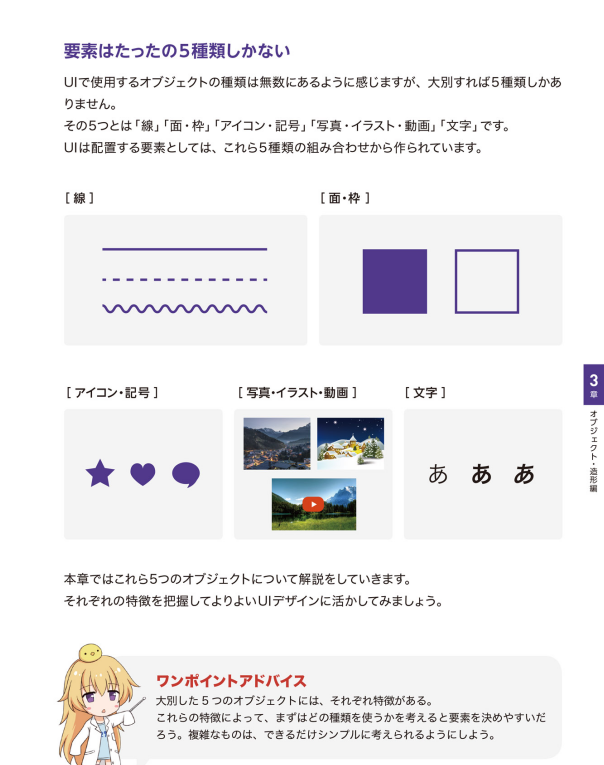 要素はたったの5種類しかない
UIで使用するオブジェクトの種類は無数にあるように感じますが、大別すれば5種類しかあ
りません。
その5つとは「線」「面・枠」「アイコン・記号」「写真・イラスト・動画」「文字」です。
UIは配置する要素としては、これら5種類の組み合わせから作られています。
[ 線 ]
[ 面・枠 ]
[ アイコン・記号 ]
[ 写真・イラスト・動画 ]
[ 文字 ]
あ あ あ
3
章
オブジェクト・造形編
本章ではこれら5つのオブジェクトについて解説をしていきます。
それぞれの特徴を把握してよりよいUIデザインに活かしてみましょう。
ワンポイントアドバイス
大別した5つのオブジェクトには、それぞれ特徴がある。
これらの特徴によって、まずはどの種類を使うかを考えると要素を決めやすいだ
ろう。複雑なものは、できるだけシンプルに考えられるようにしよう。